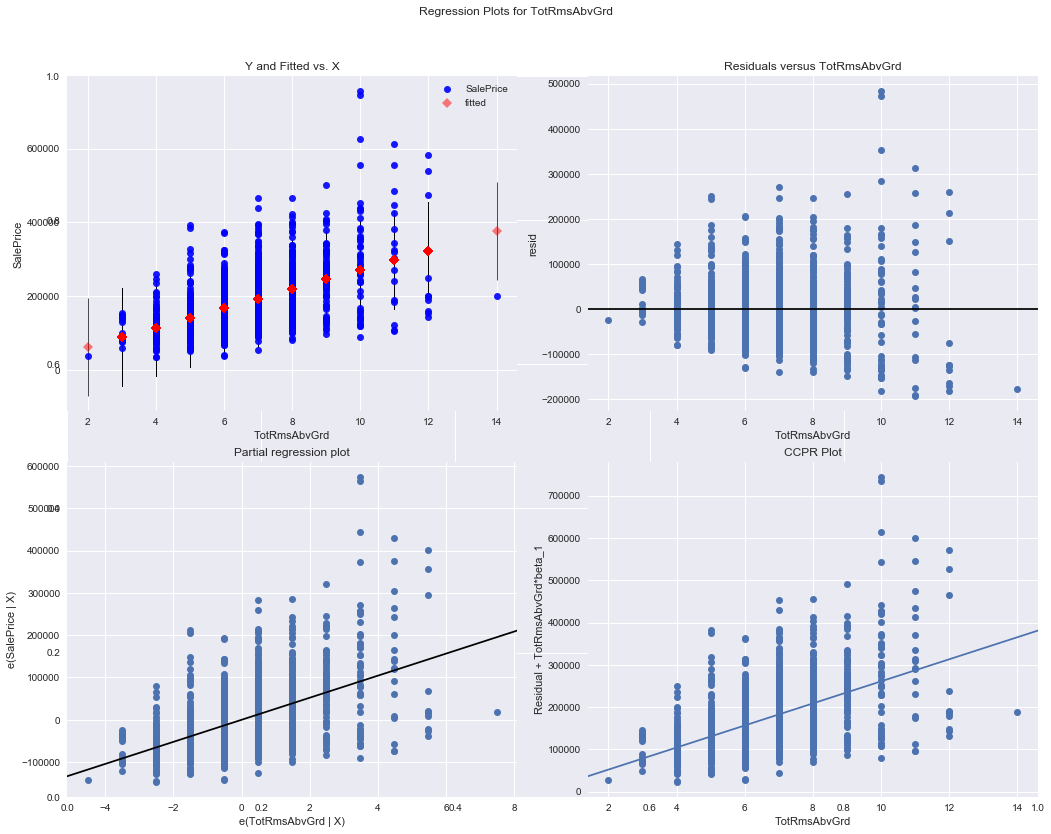 Regression Plots for TotRmsAbvGrd
Y and Fitted vs. X
1.0
SalePrice
fitted
600000
400000
0.8
200000
0.6
0
SalePrice
2 4 6 8 10 12 14
TotRmsAbvGrd
Residuals versus TotRmsAbvGrd
500000
400000
300000
200000
100000
0
−100000
−200000
resid
2 4 6 8 10 12 14
TotRmsAbvGrd
Partial regression plot
600000
500000
0.4
400000
300000
200000
0.2
100000
0
−100000
0.0
e(SalePrice | X)
0.0 −4 −2 0 0.2 2 4 6 0.4 8
e(TotRmsAbvGrd | X)
CCPR Plot
700000
600000
500000
400000
300000
200000
100000
0
Residual + TotRmsAbvGrd*beta_1
2 0.6 4 6 8 0.8 10 12 14 1.0
TotRmsAbvGrd